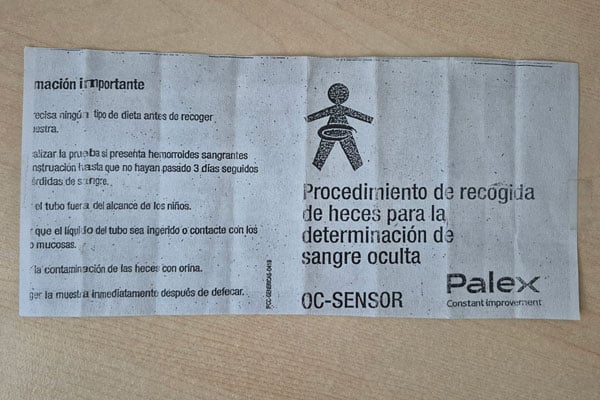 mación importante
recisa ningún tipo de dieta antes de recoger
uestra.
alizar la prueba si presenta hemorroides sangrantes
nstruación hasta que no hayan pasado 3 días seguidos
érdidas de sangre.
el tubo fuera del alcance de los niños.
r que el líquido del tubo sea ingerido o contacte con los
o mucosas.
la contaminación de las heces con orina.
ger la muestra inmediatamente después de defecar.
Procedimiento de recogida
de heces para la
determinación de
sangre oculta
OC-SENSOR
Palex
Constant improvement